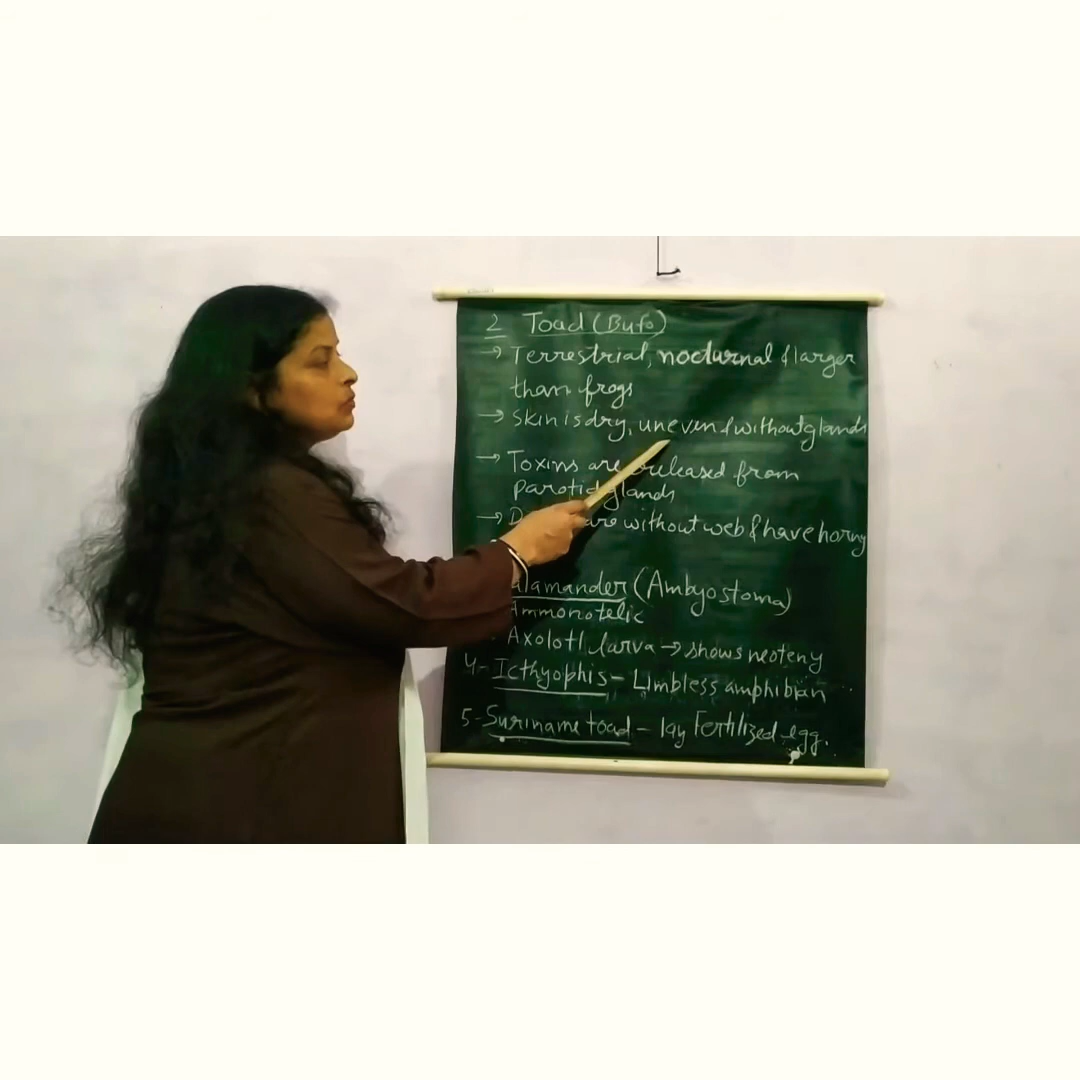 2 Toad (Bufo)
→ Terrestrial, nocturnal & larger
than frogs
→ Skin is dry, uneven & without glands
→ Toxins are released from
Parotid glands
→ are without web & have horny
alamander (Ambyostoma)
Ammonotelic
Axolotl larva → shows neoteny
4- Icthyophis - Limbless amphibian
5- Suriname toad - lay Fertilized egg.